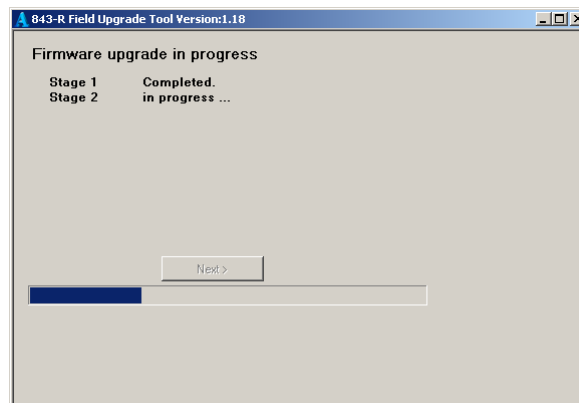 843-R Field Upgrade Tool Version:1.18
Firmware upgrade in progress
Stage 1 Completed.
Stage 2 in progress ...
Next >